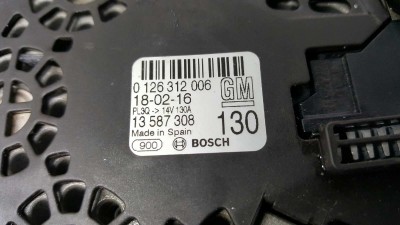 0 126 312 006
18-02-16 GM
PL3Q -> 14V 130A
13 587 308 130
Made in Spain
900 BOSCH